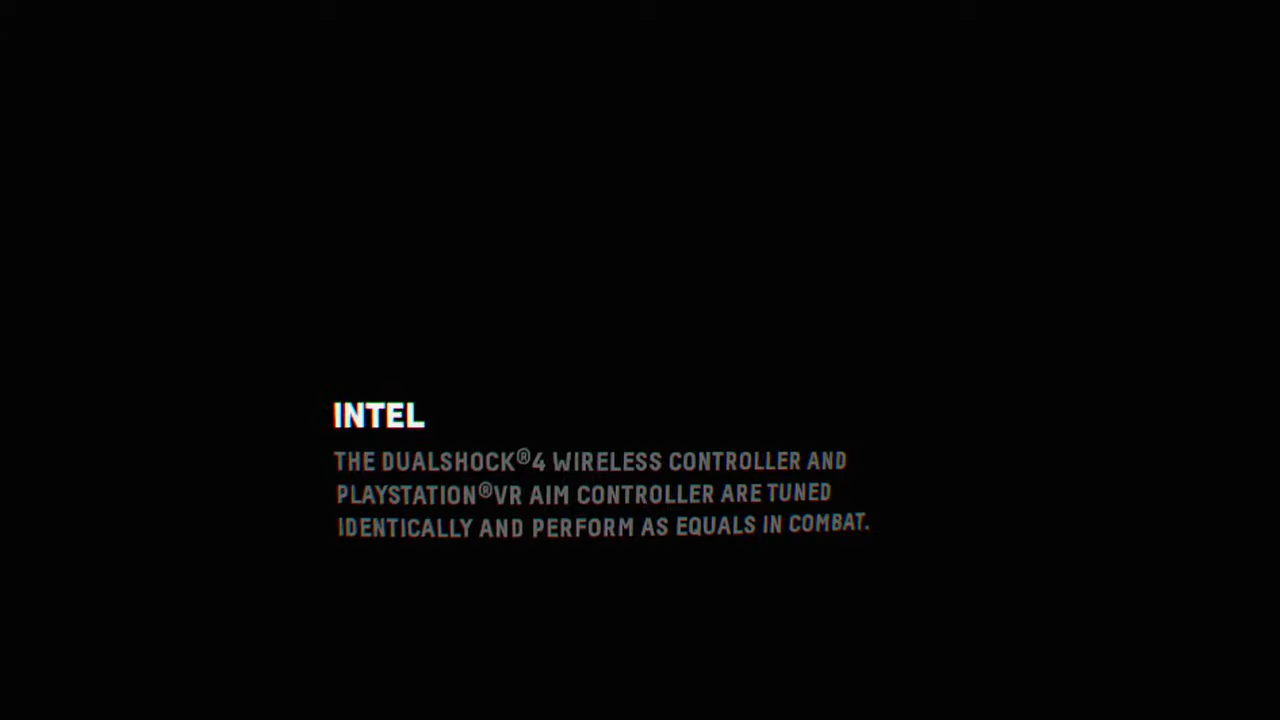 INTEL
THE DUALSHOCK®4 WIRELESS CONTROLLER AND
PLAYSTATION®VR AIM CONTROLLER ARE TUNED
IDENTICALLY AND PERFORM AS EQUALS IN COMBAT.